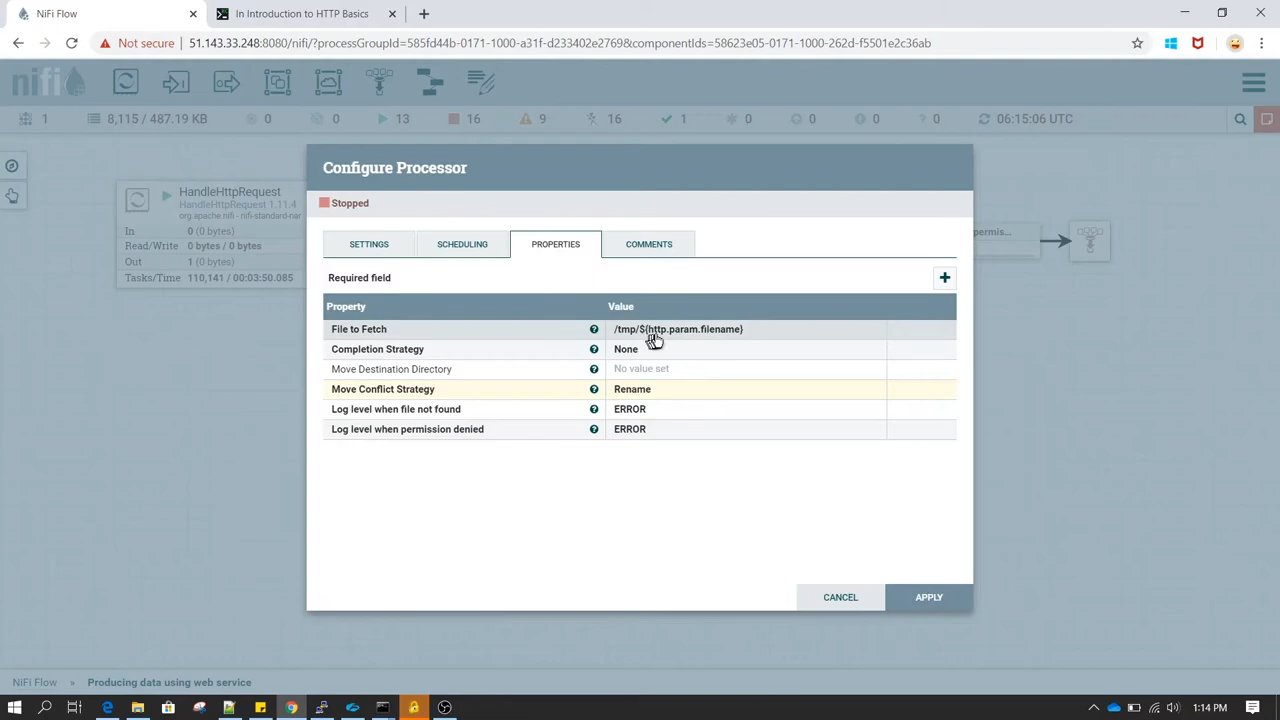 NiFi Flow
In Introduction to HTTP Basics
Not secure
51.143.33.248:8080/nifi/?processGroupId=585fd44b-0171-1000-a31f-d233402e2769&componentIds=58623e05-0171-1000-262d-f5501e2c36ab
nifi
1
8,115 / 487.19 KB
0
0
13
16
9
16
1
0
0
0
0
06:15:06 UTC
HandleHttpRequest
HandleHttpRequest 1.11.4
org.apache.nifi - nifi-standard-nar
In 0 (0 bytes)
Read/Write 0 bytes / 0 bytes
Out 1 (0 bytes)
Tasks/Time 110,141 / 00:03:50.085
permis...
Configure Processor
Stopped
SETTINGS
SCHEDULING
PROPERTIES
COMMENTS
Required field
Property Value
File to Fetch /tmp/${http.param.filename}
Completion Strategy None
Move Destination Directory No value set
Move Conflict Strategy Rename
Log level when file not found ERROR
Log level when permission denied ERROR
CANCEL
APPLY
NiFi Flow » Producing data using web service
1:14 PM